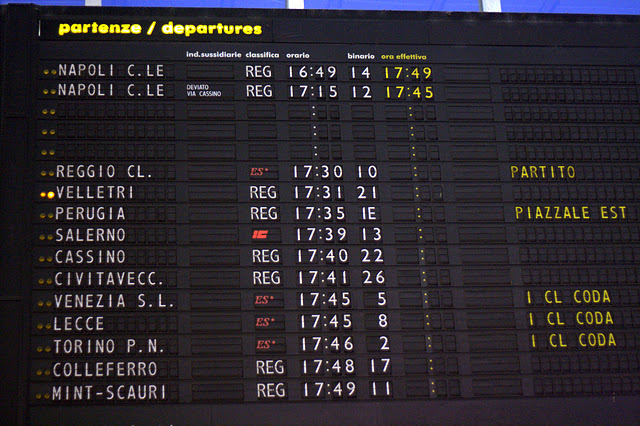 partenze / departures
ind.sussidiarie classifica orario binario ora effettiva
NAPOLI C.LE REG 16:49 14 17:49
NAPOLI C.LE DEVIATO VIA CASSINO REG 17:15 12 17:45
REGGIO CL. ES* 17:30 10 PARTITO
VELLETRI REG 17:31 21
PERUGIA REG 17:35 1E PIAZZALE EST
SALERNO IC 17:39 13
CASSINO REG 17:40 22
CIVITAVECC. REG 17:41 26
VENEZIA S.L. ES* 17:45 5 1 CL CODA
LECCE ES* 17:45 8 1 CL CODA
TORINO P.N. ES* 17:46 2 1 CL CODA
COLLEFERRO REG 17:48 17
MINT-SCAURI REG 17:49 11